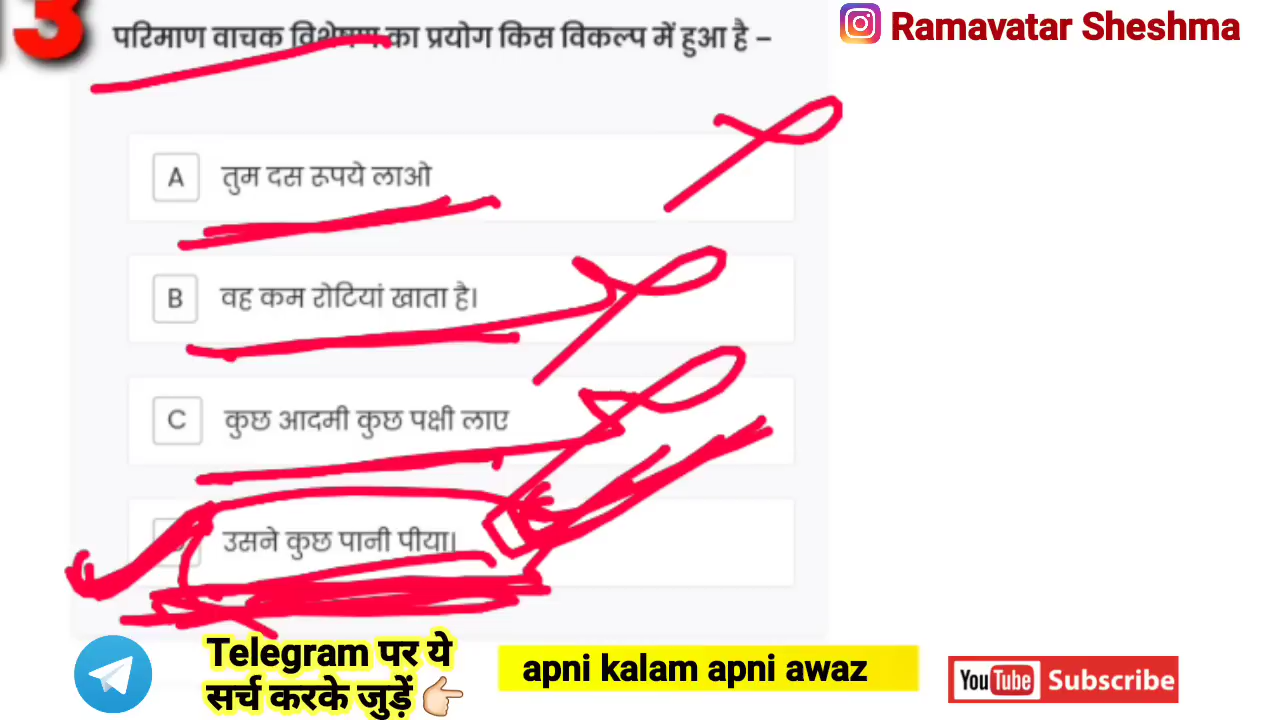 3
Ramavatar Sheshma
परिमाण वाचक विशेषण का प्रयोग किस विकल्प में हुआ है –
A तुम दस रूपये लाओ
B वह कम रोटियां खाता है।
C कुछ आदमी कुछ पक्षी लाए
उसने कुछ पानी पीया।
Telegram पर ये
सर्च करके जुड़ें
apni kalam apni awaz
YouTube Subscribe